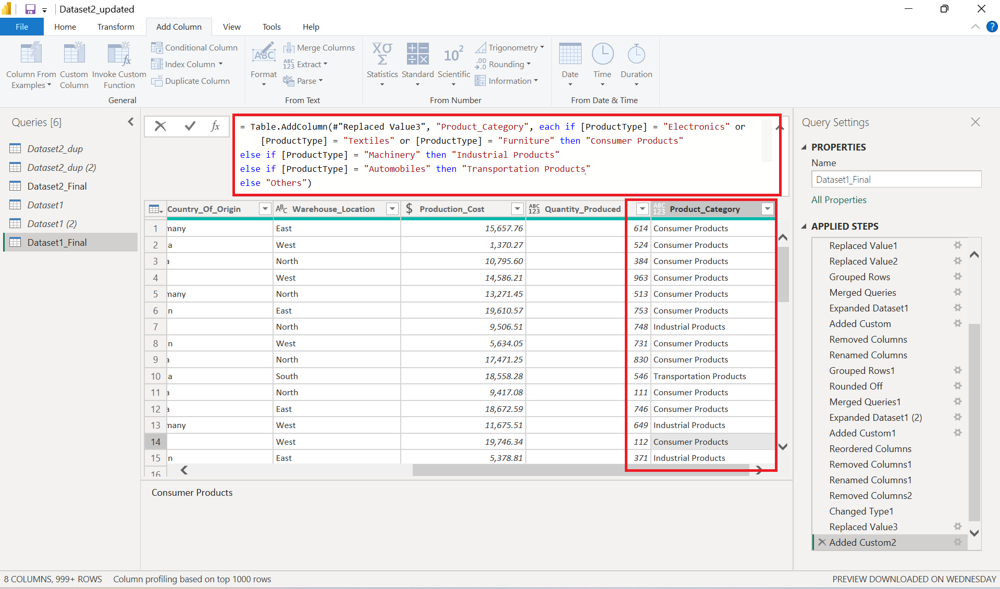 Dataset2_updated
File Home Transform Add Column View Tools Help
?
Column From Examples
Custom Column
Invoke Custom Function
Conditional Column
Index Column
Duplicate Column
General
ABC
Format
Merge Columns
ABC 123 Extract
abc Parse
From Text
XO Σ
Statistics
Standard
10²
Scientific
Trigonometry
.00 →.0 Rounding
Information
From Number
Date
Time
Duration
From Date & Time
Queries [6]
Dataset2_dup
Dataset2_dup (2)
Dataset2_Final
Dataset1
Dataset1 (2)
Dataset1_Final
fx
= Table.AddColumn(#"Replaced Value3", "Product_Category", each if [ProductType] = "Electronics" or
[ProductType] = "Textiles" or [ProductType] = "Furniture" then "Consumer Products"
else if [ProductType] = "Machinery" then "Industrial Products"
else if [ProductType] = "Automobiles" then "Transportation Products"
else "Others")
Country_Of_Origin ABC Warehouse_Location $ Production_Cost ABC 123 Quantity_Produced ABC 123 Product_Category
1 many East 15,657.76 614 Consumer Products
2 a West 1,370.27 524 Consumer Products
3 a North 10,795.60 384 Consumer Products
4 West 14,586.21 963 Consumer Products
5 many North 13,271.45 513 Consumer Products
6 n East 19,610.57 753 Consumer Products
7 North 9,506.51 748 Industrial Products
8 n West 5,634.05 731 Consumer Products
9 a North 17,471.25 830 Consumer Products
10 a South 18,558.28 546 Transportation Products
11 a North 9,417.08 111 Consumer Products
12 a East 18,672.59 746 Consumer Products
13 many West 11,675.51 649 Industrial Products
14 West 19,746.34 112 Consumer Products
15 n East 5,378.81 371 Industrial Products
16
Consumer Products
Query Settings
PROPERTIES
Name
Dataset1_Final
All Properties
APPLIED STEPS
Replaced Value1
Replaced Value2
Grouped Rows
Merged Queries
Expanded Dataset1
Added Custom
Removed Columns
Renamed Columns
Grouped Rows1
Rounded Off
Merged Queries1
Expanded Dataset1 (2)
Added Custom1
Reordered Columns
Removed Columns1
Renamed Columns1
Removed Columns2
Changed Type1
Replaced Value3
Added Custom2
8 COLUMNS, 999+ ROWS Column profiling based on top 1000 rows
PREVIEW DOWNLOADED ON WEDNESDAY